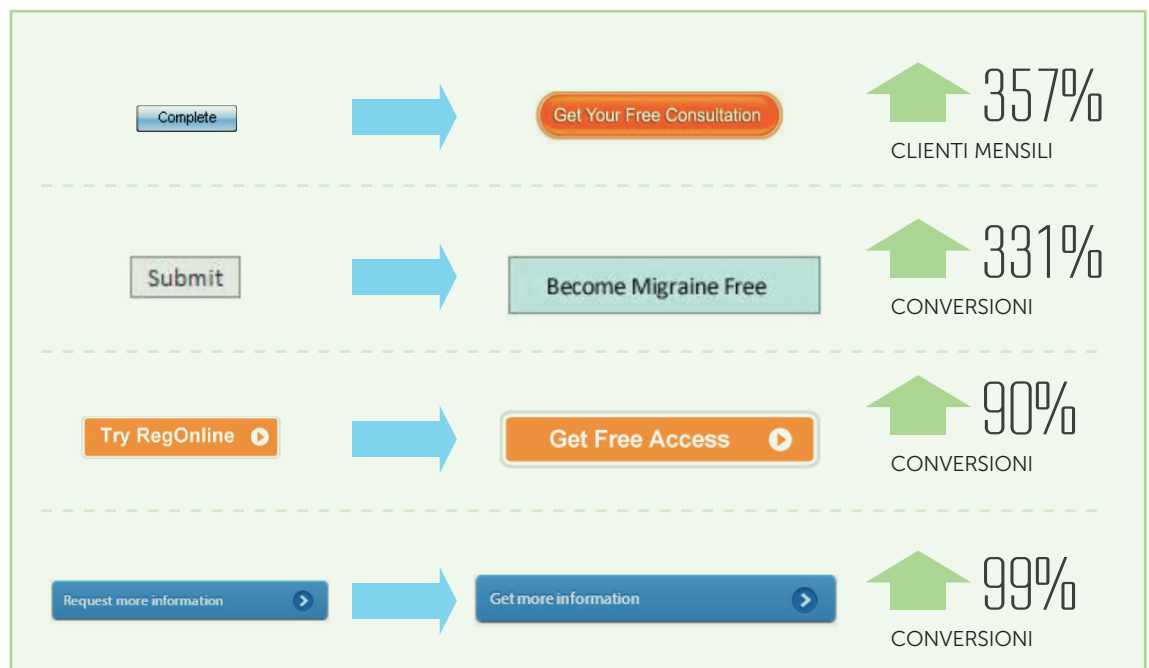 Complete
Get Your Free Consultation
357%
CLIENTI MENSILI
Submit
Become Migraine Free
331%
CONVERSIONI
Try RegOnline
Get Free Access
90%
CONVERSIONI
Request more information
Get more information
99%
CONVERSIONI